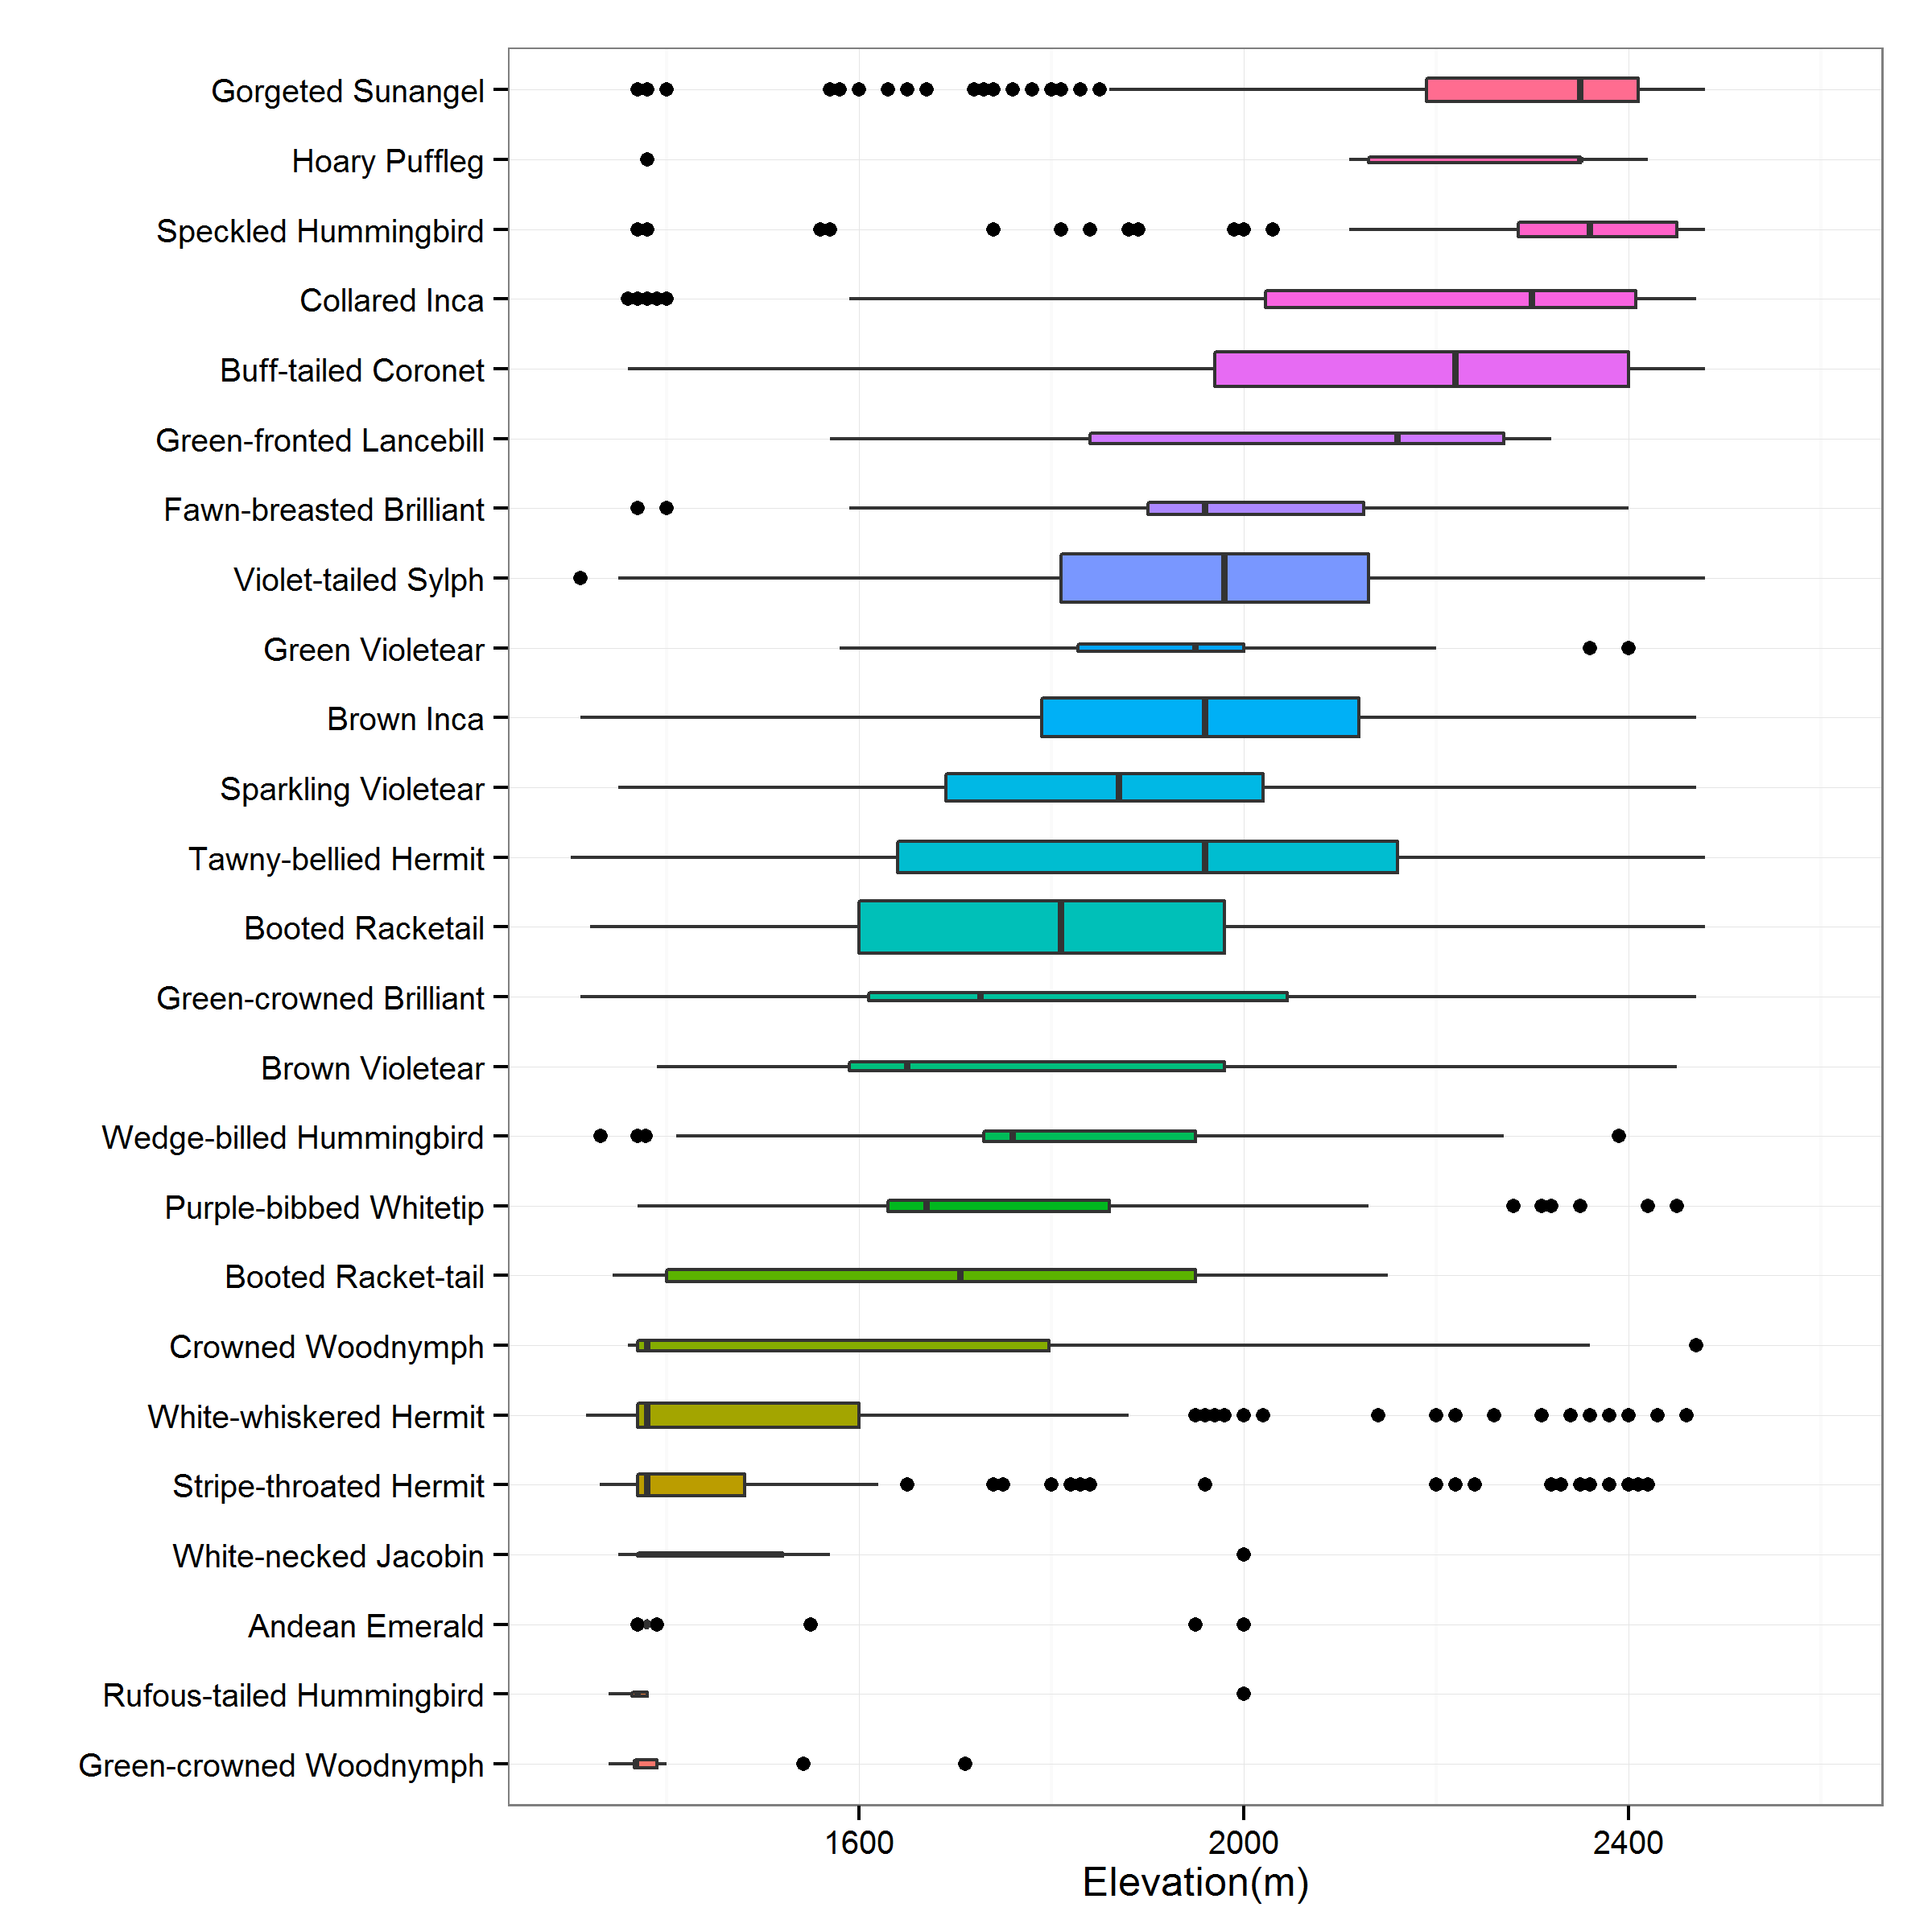 Gorgeted Sunangel
Hoary Puffleg
Speckled Hummingbird
Collared Inca
Buff-tailed Coronet
Green-fronted Lancebill
Fawn-breasted Brilliant
Violet-tailed Sylph
Green Violetear
Brown Inca
Sparkling Violetear
Tawny-bellied Hermit
Booted Racketail
Green-crowned Brilliant
Brown Violetear
Wedge-billed Hummingbird
Purple-bibbed Whitetip
Booted Racket-tail
Crowned Woodnymph
White-whiskered Hermit
Stripe-throated Hermit
White-necked Jacobin
Andean Emerald
Rufous-tailed Hummingbird
Green-crowned Woodnymph
1600 2000 2400
Elevation(m)